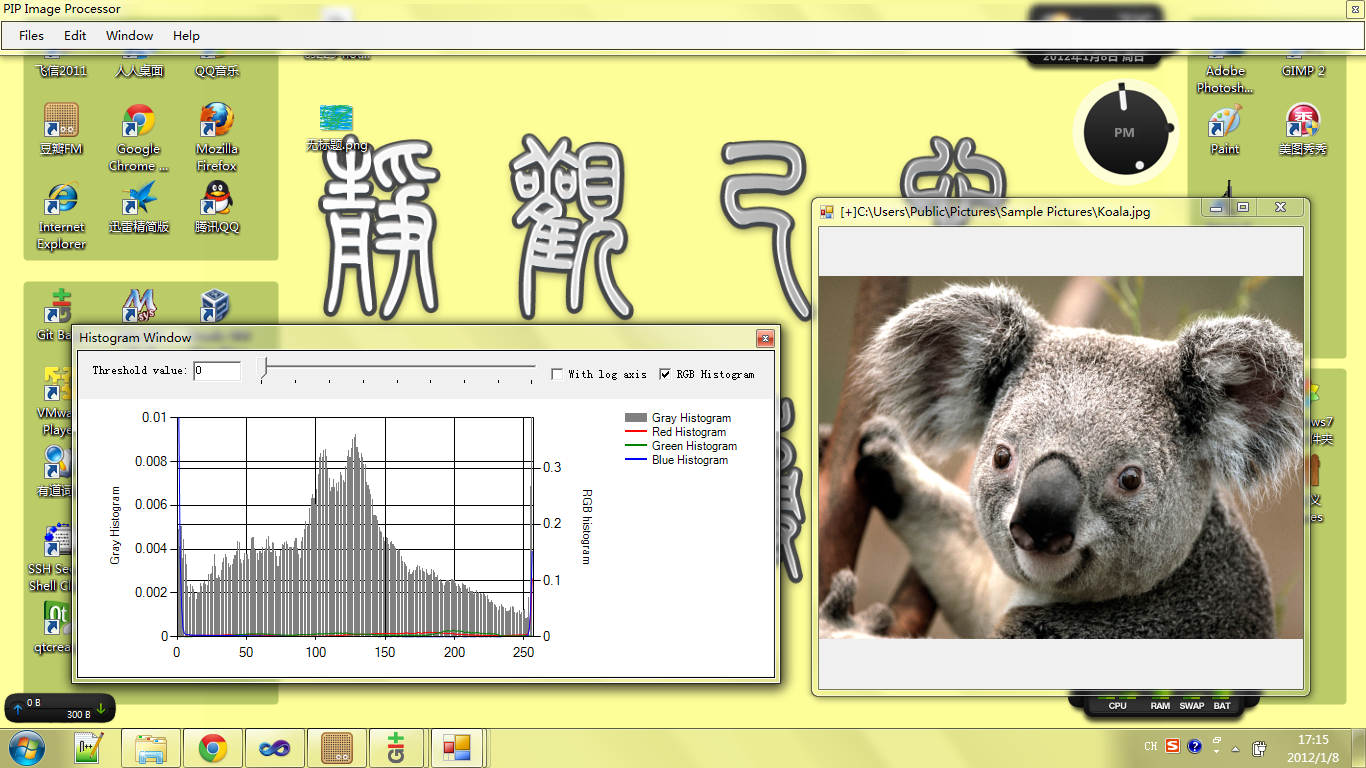 PIP Image Processor
Files Edit Window Help
飞信2011 人人桌面 QQ音乐
2012年1月8日 周日
Adobe Photosh...
GIMP 2
豆瓣FM
Google Chrome ...
Mozilla Firefox
无标题.png
PM
Paint
美图秀秀
靜 觀 己
Internet Explorer
迅雷精简版
腾讯QQ
[+]C:\Users\Public\Pictures\Sample Pictures\Koala.jpg
Git Ba
Histogram Window
Threshold value: 0
With log axis
RGB Histogram
VMwa
Playe
有道词
SSH Se
Shell Cl
qtcrea
Gray Histogram
Red Histogram
Green Histogram
Blue Histogram
0.01
0.008
0.006
0.004
0.002
0
Gray Histogram
0.3
0.2
0.1
0
RGB histogram
0 50 100 150 200 250
0 B
300 B
CPU RAM SWAP BAT
CH
17:15
2012/1/8